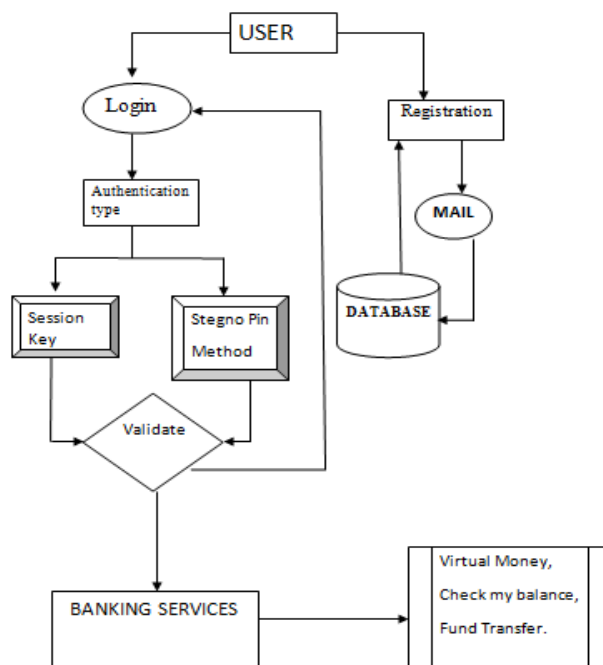 USER
Login
Registration
Authentication
type
MAIL
Session
Key
Stegno Pin
Method
DATABASE
Validate
BANKING SERVICES
Virtual Money,
Check my balance,
Fund Transfer.